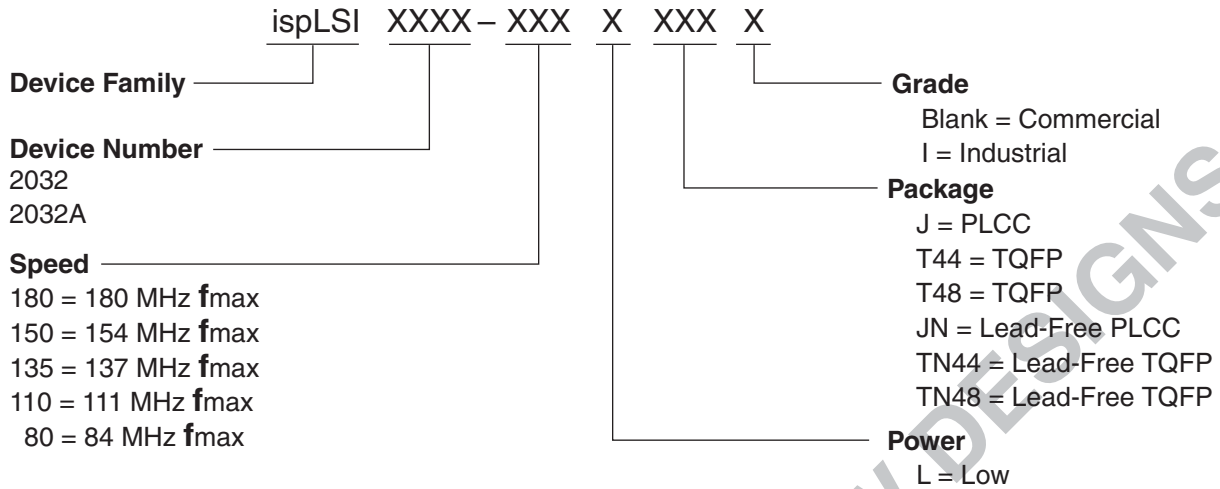 ispLSI XXXX – XXX X XXX X
Device Family
Device Number
2032
2032A
Speed
180 = 180 MHz fmax
150 = 154 MHz fmax
135 = 137 MHz fmax
110 = 111 MHz fmax
80 = 84 MHz fmax
Grade
Blank = Commercial
I = Industrial
Package
J = PLCC
T44 = TQFP
T48 = TQFP
JN = Lead-Free PLCC
TN44 = Lead-Free TQFP
TN48 = Lead-Free TQFP
Power
L = Low
DESIGNS